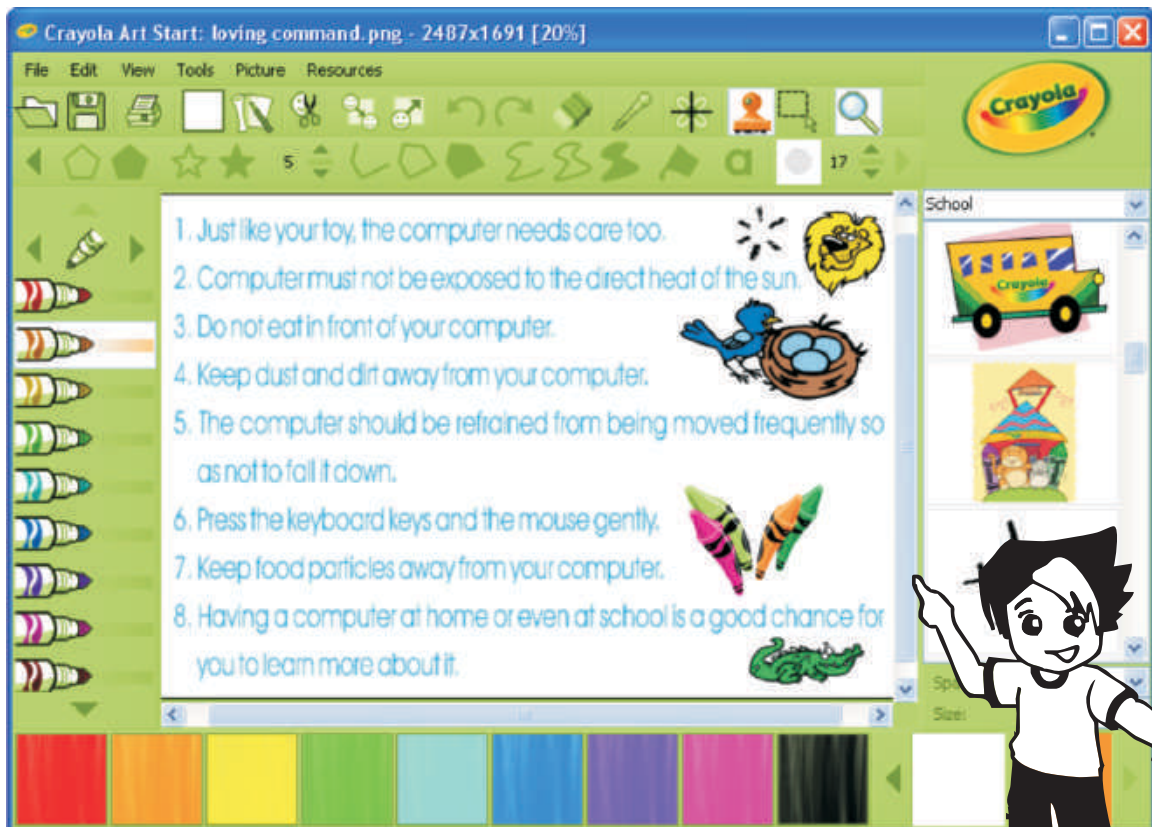 Crayola Art Start: loving command.png - 2487x1691 [20%]
File Edit View Tools Picture Resources
Crayola
5
a
17
School
1. Just like your toy, the computer needs care too.
2. Computer must not be exposed to the direct heat of the sun.
3. Do not eat in front of your computer.
4. Keep dust and dirt away from your computer.
5. The computer should be refrained from being moved frequently so
as not to fall it down.
6. Press the keyboard keys and the mouse gently.
7. Keep food particles away from your computer.
8. Having a computer at home or even at school is a good chance for
you to learn more about it.
Crayola
Size: